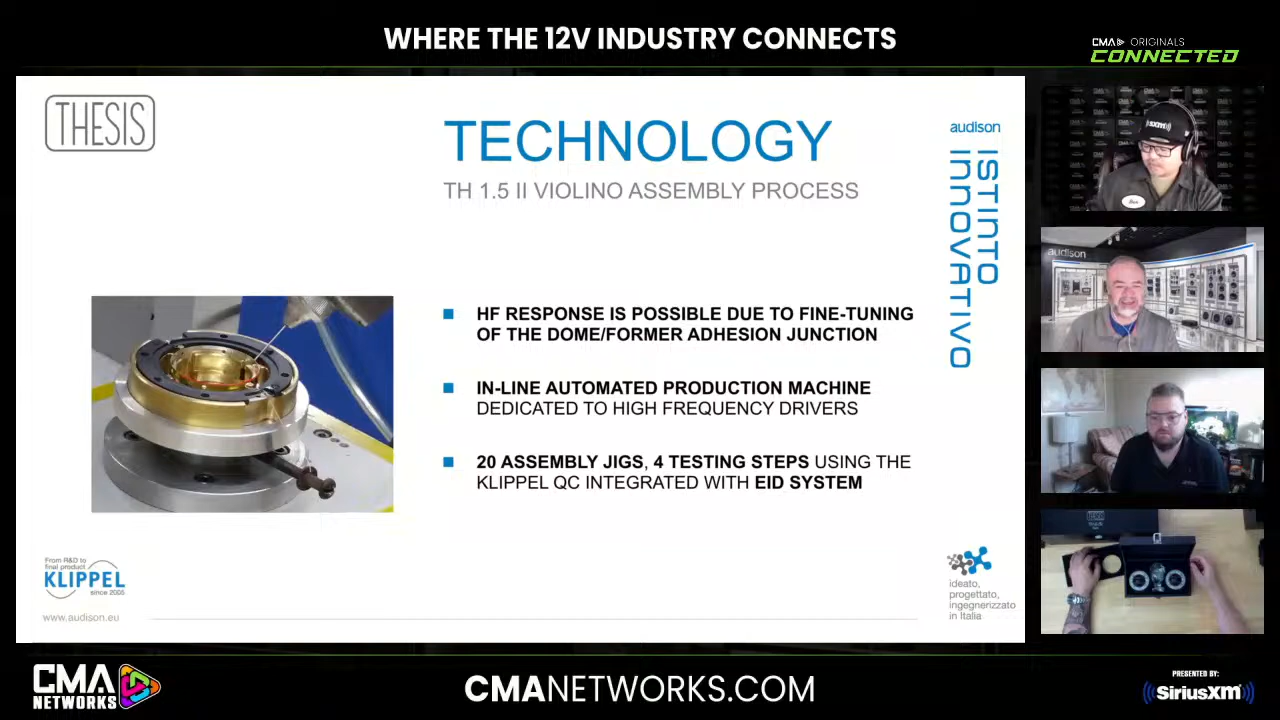 WHERE THE 12V INDUSTRY CONNECTS
CMA ORIGINALS
CONNECTED
THESIS
TECHNOLOGY
TH 1.5 II VIOLINO ASSEMBLY PROCESS
audison
ISTINTO
INNOVATIVO
HF RESPONSE IS POSSIBLE DUE TO FINE-TUNING
OF THE DOME/FORMER ADHESION JUNCTION
IN-LINE AUTOMATED PRODUCTION MACHINE
DEDICATED TO HIGH FREQUENCY DRIVERS
20 ASSEMBLY JIGS, 4 TESTING STEPS USING THE
KLIPPEL QC INTEGRATED WITH EID SYSTEM
From R&D to
final product
KLIPPEL
since 2005
www.audison.eu
ideato,
progettato,
ingegnerizzato
in Italia
audison
CMA
NETWORKS
CMANETWORKS.COM
PRESENTED BY:
SiriusXM